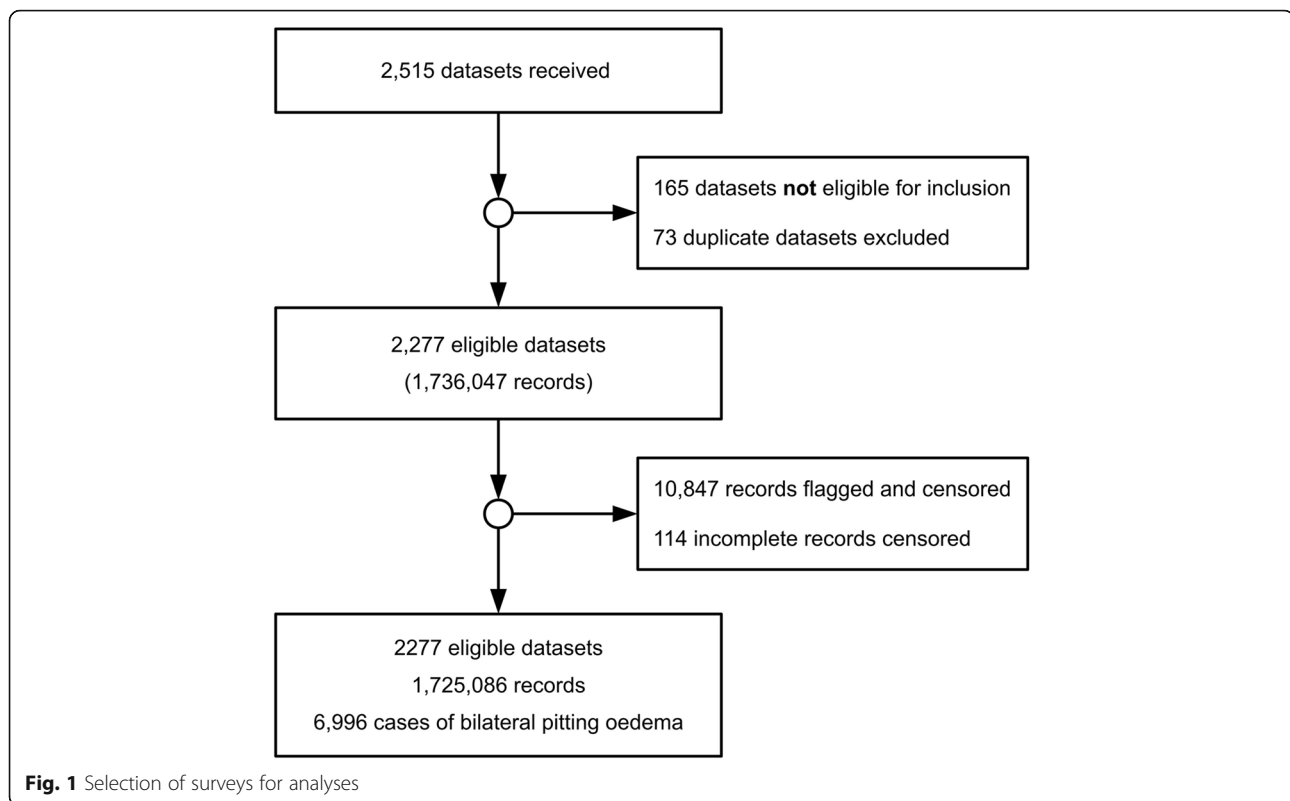 2,515 datasets received
165 datasets not eligible for inclusion
73 duplicate datasets excluded
2,277 eligible datasets
(1,736,047 records)
10,847 records flagged and censored
114 incomplete records censored
2277 eligible datasets
1,725,086 records
6,996 cases of bilateral pitting oedema
Fig. 1 Selection of surveys for analyses